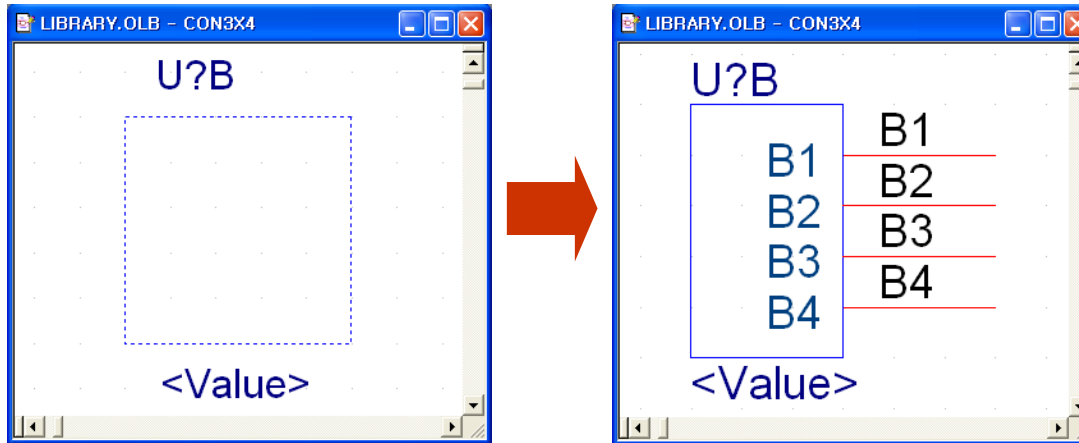 LIBRARY.OLB - CON3X4
U?B
<Value>
LIBRARY.OLB - CON3X4
U?B
B1 B1
B2 B2
B3 B3
B4 B4
<Value>